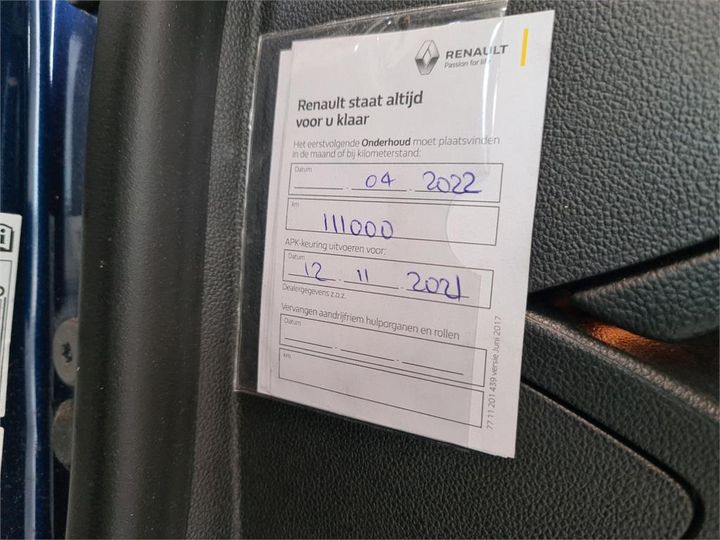 RENAULT
Passion for life
Renault staat altijd
voor u klaar
Het eerstvolgende Onderhoud moet plaatsvinden
in de maand of bij kilometerstand:
Datum
04 . 2022
km
111000
APK-keuring uitvoeren voor:
Datum
12 . 11 . 2021
Dealergegevens z.o.z.
Vervangen aandrijfriem hulporganen en rollen
Datum
km
77 11 201 439 versie Juni 2017